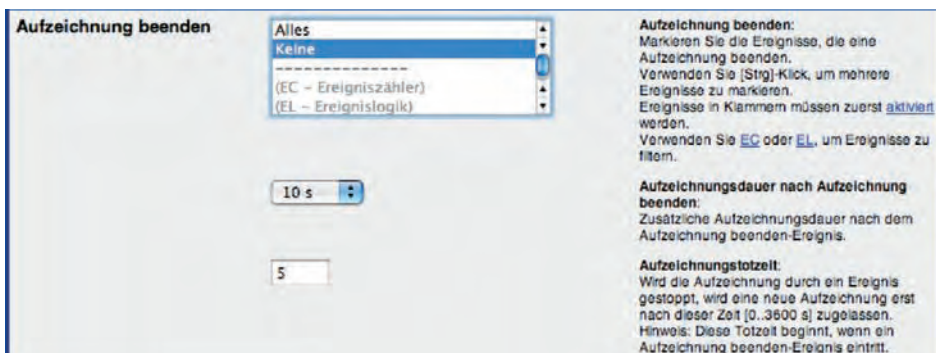 Aufzeichnung beenden
Alles
Keine
---------------
(EC – Ereigniszähler)
(EL – Ereignislogik)
Aufzeichnung beenden:
Markieren Sie die Ereignisse, die eine
Aufzeichnung beenden.
Verwenden Sie [Strg]-Klick, um mehrere
Ereignisse zu markieren.
Ereignisse in Klammern müssen zuerst aktiviert
werden.
Verwenden Sie EC oder EL, um Ereignisse zu
filtern.
10 s
Aufzeichnungsdauer nach Aufzeichnung
beenden:
Zusätzliche Aufzeichnungsdauer nach dem
Aufzeichnung beenden-Ereignis.
5
Aufzeichnungstotzeit:
Wird die Aufzeichnung durch ein Ereignis
gestoppt, wird eine neue Aufzeichnung erst
nach dieser Zeit [0..3600 s] zugelassen.
Hinweis: Diese Totzeit beginnt, wenn ein
Aufzeichnung beenden-Ereignis eintritt.